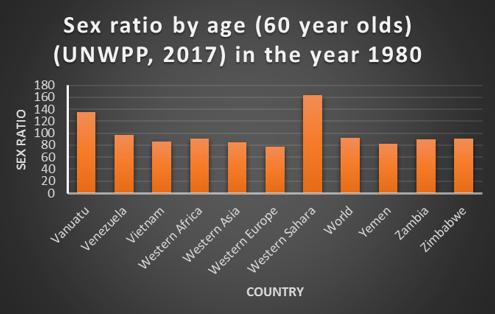 Sex ratio by age (60 year olds)
(UNWPP, 2017) in the year 1980
SEX RATIO
180
160
140
120
100
80
60
40
20
0
Vanuatu
Venezuela
Vietnam
Western Africa
Western Asia
Western Europe
Western Sahara
World
Yemen
Zambia
Zimbabwe
COUNTRY